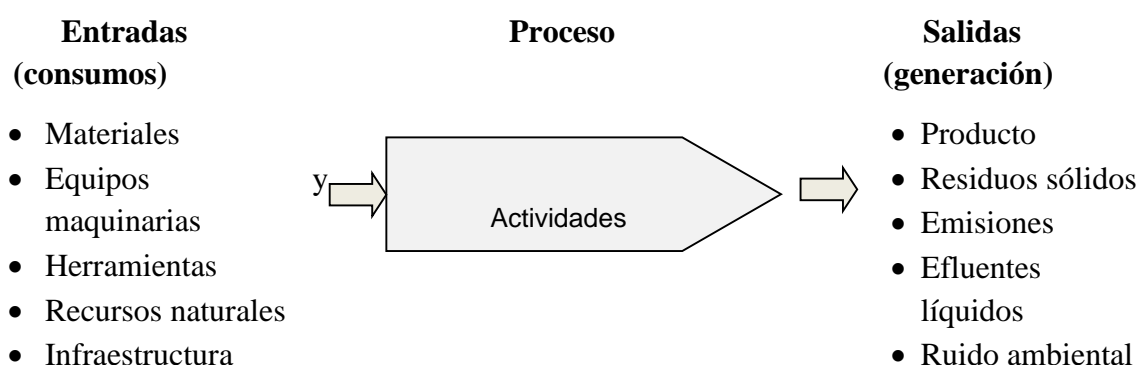 Entradas
(consumos)
• Materiales
• Equipos y
maquinarias
• Herramientas
• Recursos naturales
• Infraestructura
Proceso
Actividades
Salidas
(generación)
• Producto
• Residuos sólidos
• Emisiones
• Efluentes
líquidos
• Ruido ambiental